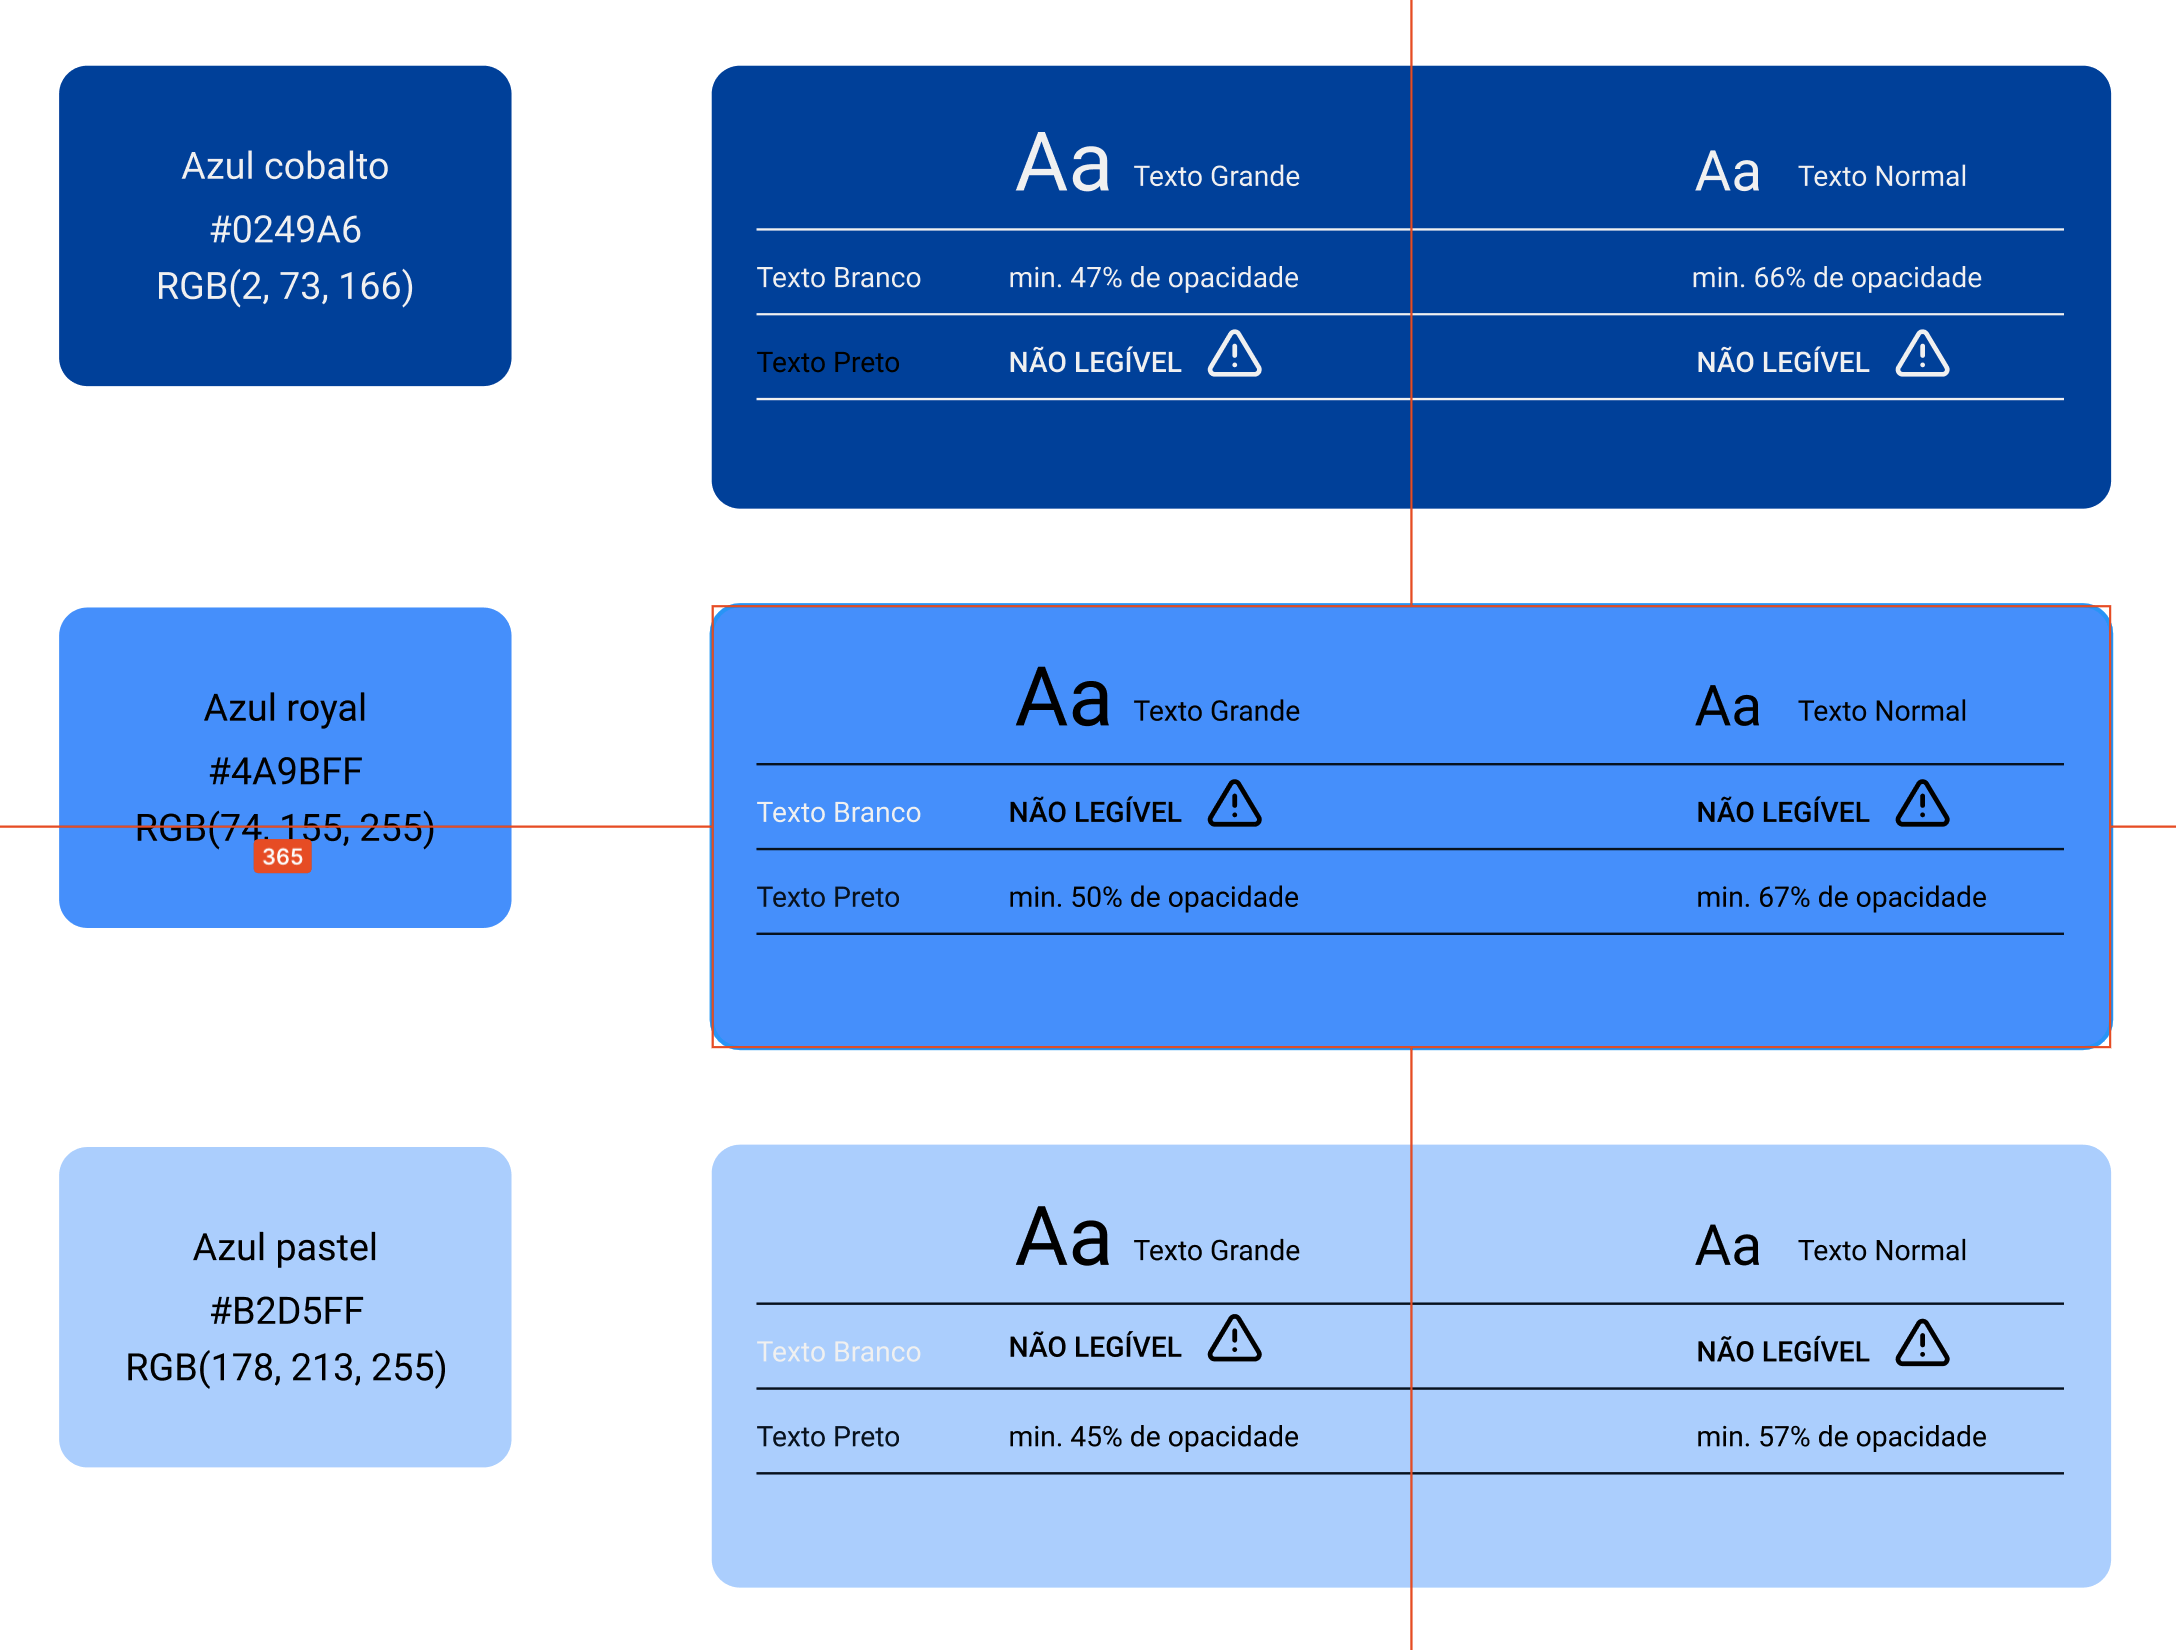 Azul cobalto
#0249A6
RGB(2, 73, 166)
Aa Texto Grande Aa Texto Normal
Texto Branco min. 47% de opacidade min. 66% de opacidade
Texto Preto NÃO LEGÍVEL NÃO LEGÍVEL
Azul royal
#4A9BFF
RGB(74, 155, 255)
365
Aa Texto Grande Aa Texto Normal
Texto Branco NÃO LEGÍVEL NÃO LEGÍVEL
Texto Preto min. 50% de opacidade min. 67% de opacidade
Azul pastel
#B2D5FF
RGB(178, 213, 255)
Aa Texto Grande Aa Texto Normal
Texto Branco NÃO LEGÍVEL NÃO LEGÍVEL
Texto Preto min. 45% de opacidade min. 57% de opacidade